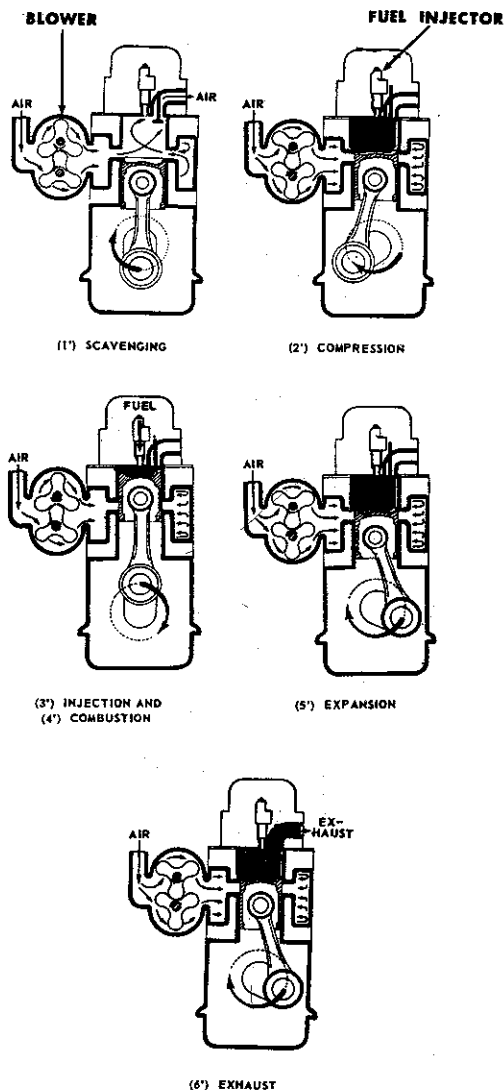 BLOWER
FUEL INJECTOR
AIR
AIR
AIR
(1') SCAVENGING
(2') COMPRESSION
FUEL
AIR
AIR
(3') INJECTION AND
(4') COMBUSTION
(5') EXPANSION
AIR
EX-
HAUST
(6') EXHAUST